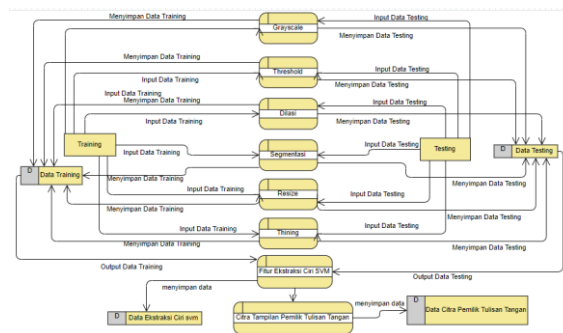 Menyimpan Data Training
Input Data Testing
Grayscale
Input Data Training
Menyimpan Data Testing
Menyimpan Data Training
Input Data Testing
Threshold
Input Data Training
Menyimpan Data Testing
Menyimpan Data Training
Input Data Testing
Dilasi
Input Data Training
Menyimpan Data Testing
Training
Testing
Input Data Testing
Input Data Training
Segmentasi
D
Data Training
D
Data Testing
Menyimpan Data Training
Menyimpan Data Testing
Input Data Training
Resize
Menyimpan Data Training
Input Data Testing
Menyimpan Data Testing
Input Data Training
Input Data Testing
Thining
Menyimpan Data Training
Menyimpan Data Testing
Output Data Training
Fitur Ekstraksi Ciri SVM
Output Data Testing
menyimpan data
menyimpan data
D
Data Ekstraksi Ciri svm
Citra Tampilan Pemilik Tulisan Tangan
D
Data Citra Pemilik Tulisan Tangan